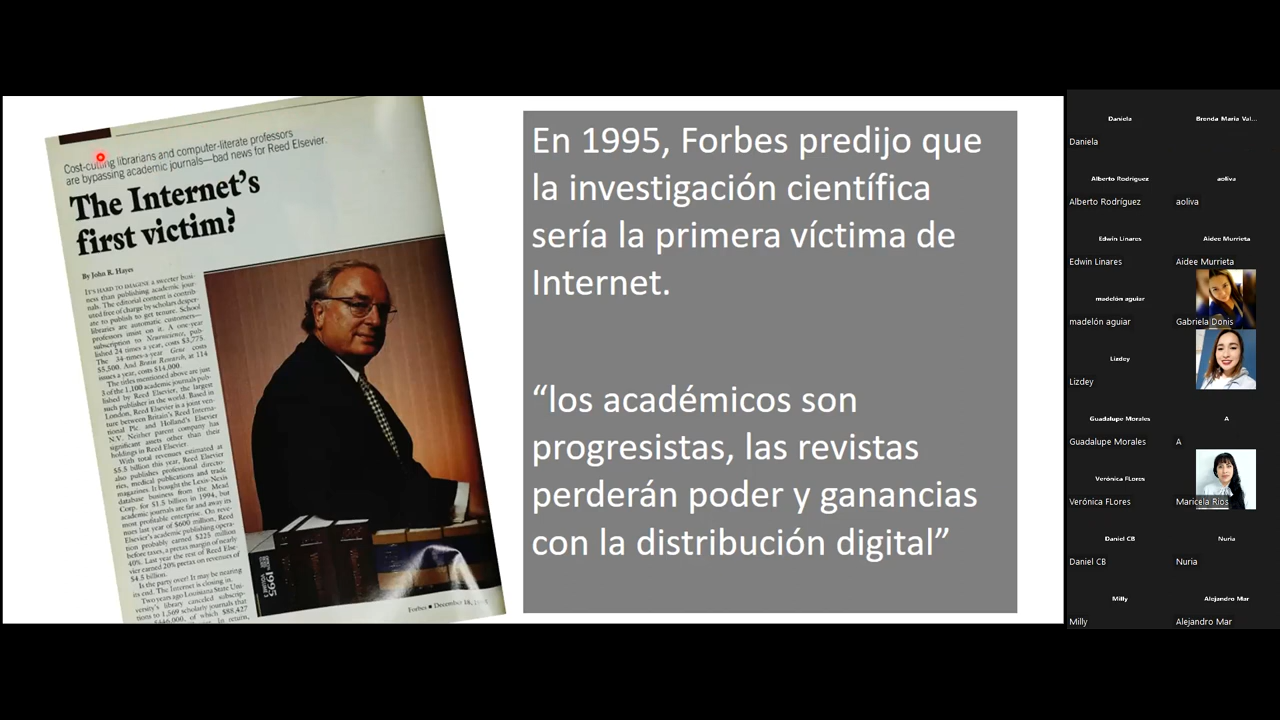 Cost-cutting librarians and computer-literate professors
are bypassing academic journals—bad news for Reed Elsevier.
The Internet's
first victim?
By John R. Hayes
IT'S HARD TO IMAGINE a sweeter busi-
ness than publishing academic jour-
nals. The editorial content is contrib-
uted free of charge by scholars desper-
ate to publish to get tenure. School
libraries are automatic customers—
professors insist on it. A one-year
subscription to Neuroscience, pub-
lished 24 times a year, costs $3,775.
The 34-times-a-year Gene costs
$5,500. And Brain Research, at 114
issues a year, costs $14,000.
The titles mentioned above are just
3 of the 1,100 academic journals pub-
lished by Reed Elsevier, the largest
such publisher in the world. Based in
London, Reed Elsevier is a joint ven-
ture between Britain's Reed Interna-
tional Plc. and Holland's Elsevier
N.V. Neither parent company has
significant assets other than their
holdings in Reed Elsevier.
With total revenues estimated at
$5.5 billion this year, Reed Elsevier
also publishes professional directo-
ries, medical publications and trade
magazines. It bought the Lexis-Nexis
database business from the Mead
Corp. for $1.5 billion in 1994, but
academic journals are far and away its
most profitable enterprise. On reve-
nues last year of $600 million, Reed
Elsevier's academic publishing opera-
tion probably earned $225 million
before taxes, a pretax margin of nearly
40%. Last year the rest of Reed Else-
vier earned 20% pretax on revenues of
$4.5 billion.
Is the party over? It may be nearing
its end. The Internet is closing in.
Two years ago Louisiana State Uni-
versity's library canceled subscrip-
tions to 1,569 scholarly journals that
$446,000, of which $88,427
In return,
1995
Forbes ■ December 18,
En 1995, Forbes predijo que
la investigación científica
sería la primera víctima de
Internet.
“los académicos son
progresistas, las revistas
perderán poder y ganancias
con la distribución digital”
Daniela
Brenda Maria Val...
Daniela
Alberto Rodríguez
aoliva
Alberto Rodríguez
aoliva
Edwin Linares
Aidee Murrieta
Edwin Linares
Aidee Murrieta
madelón aguiar
madelón aguiar
Gabriela Donis
Lizdey
Lizdey
Guadalupe Morales
A
Guadalupe Morales
A
Verónica FLores
Verónica FLores
Maricela Rios
Daniel CB
Nuria
Daniel CB
Nuria
Milly
Alejandro Mar
Milly
Alejandro Mar